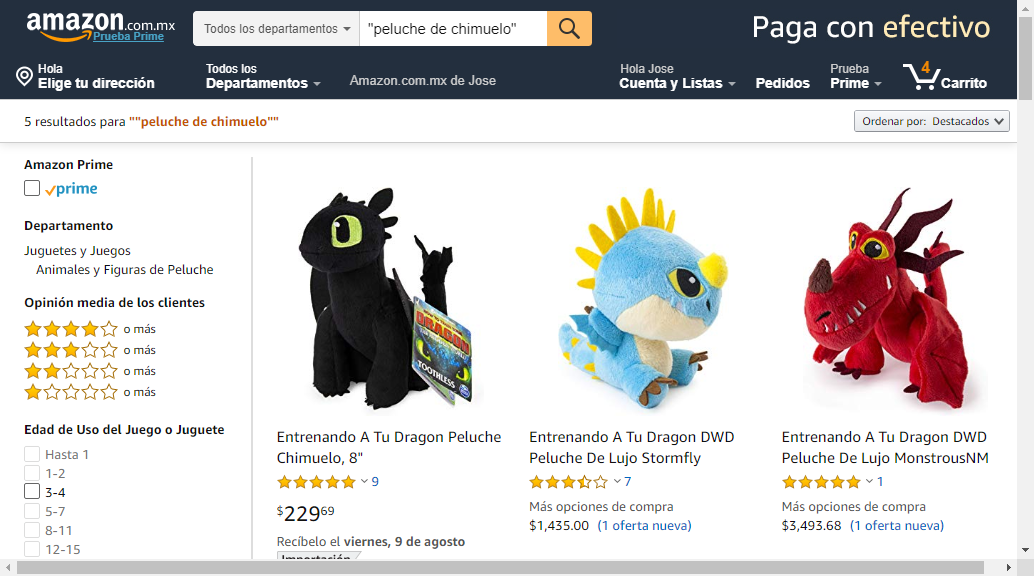 amazon.com.mx
Prueba Prime
Todos los departamentos
"peluche de chimuelo"
Paga con efectivo
Hola
Elige tu dirección
Todos los
Departamentos
Amazon.com.mx de Jose
Hola Jose
Cuenta y Listas
Pedidos
Prueba
Prime
4
Carrito
5 resultados para ""peluche de chimuelo""
Ordenar por: Destacados
Amazon Prime
prime
Departamento
Juguetes y Juegos
Animales y Figuras de Peluche
Opinión media de los clientes
o más
o más
o más
o más
Edad de Uso del Juego o Juguete
Hasta 1
1-2
3-4
5-7
8-11
12-15
DRAGON
TOOTHLESS
Entrenando A Tu Dragon Peluche
Chimuelo, 8"
9
$229.69
Recíbelo el viernes, 9 de agosto
Importación
Entrenando A Tu Dragon DWD
Peluche De Lujo Stormfly
7
Más opciones de compra
$1,435.00 (1 oferta nueva)
Entrenando A Tu Dragon DWD
Peluche De Lujo MonstrousNM
1
Más opciones de compra
$3,493.68 (1 oferta nueva)